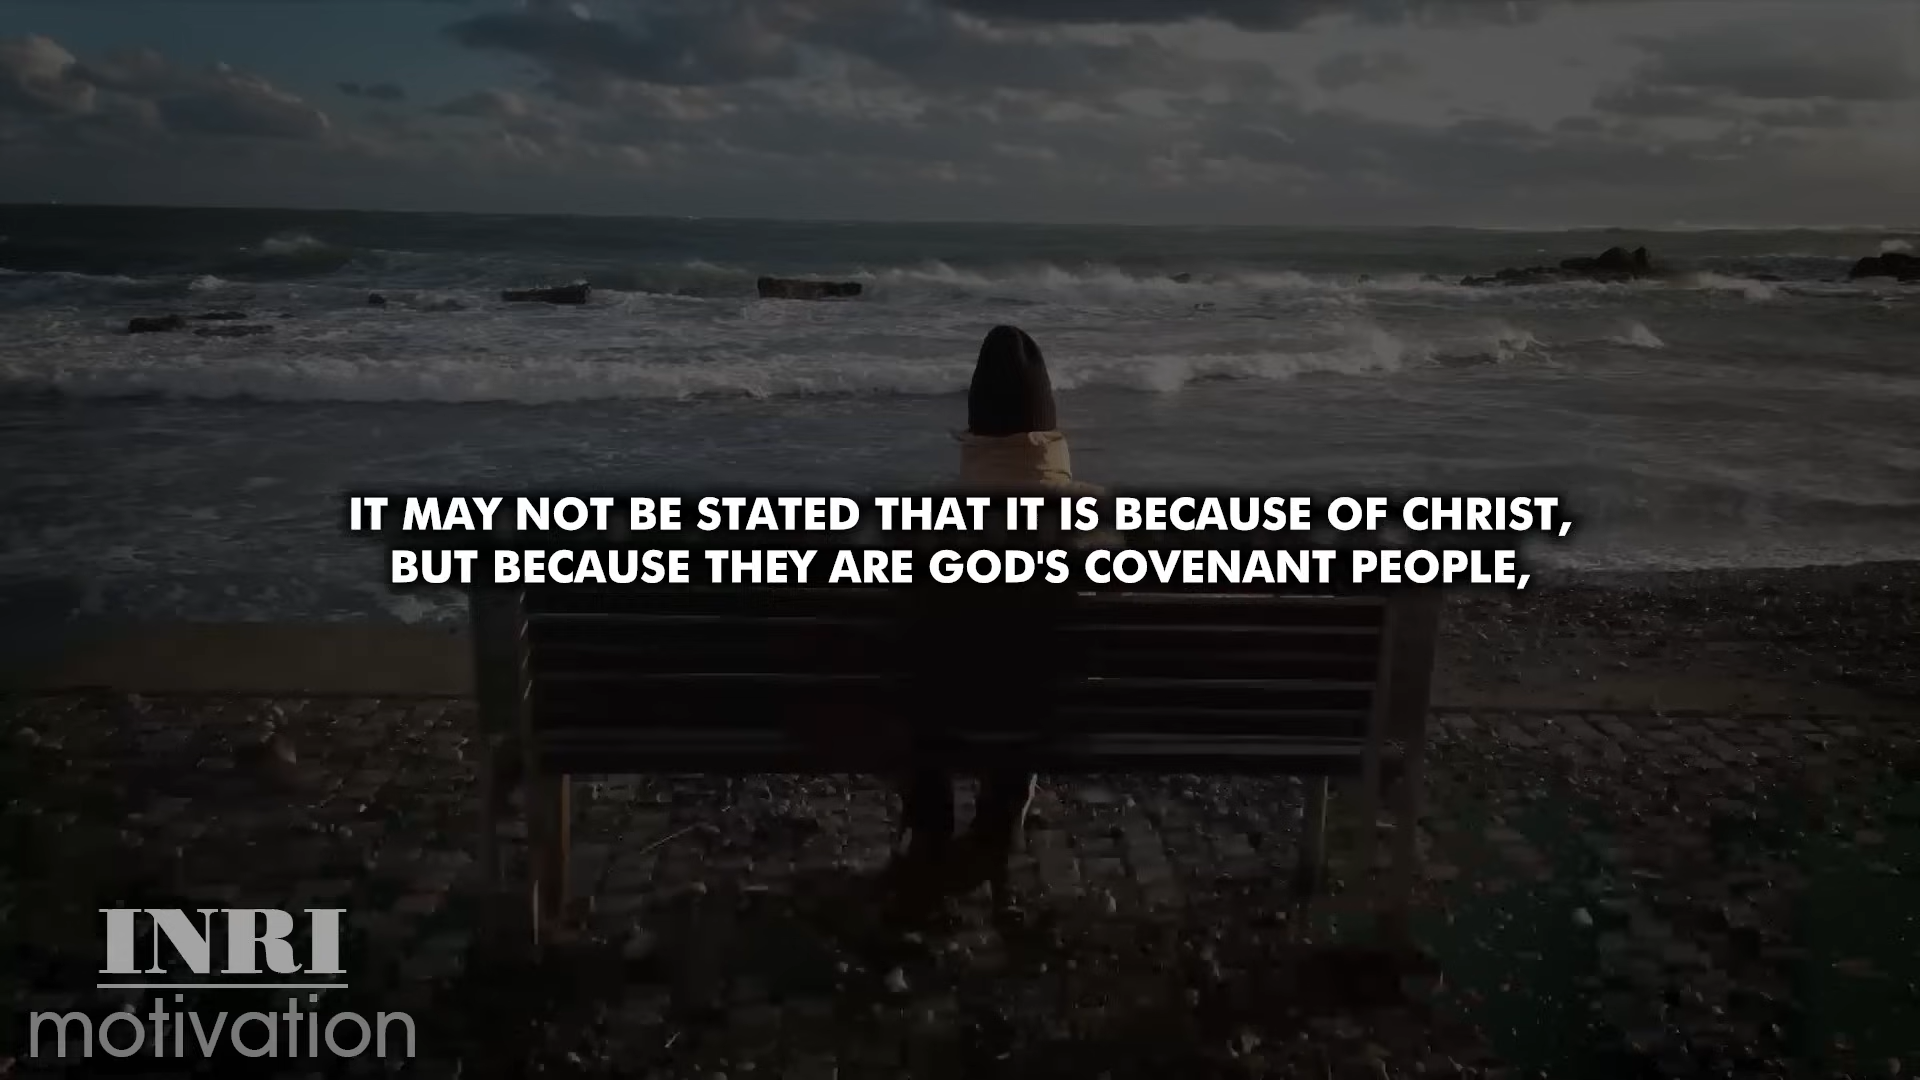 IT MAY NOT BE STATED THAT IT IS BECAUSE OF CHRIST,
BUT BECAUSE THEY ARE GOD'S COVENANT PEOPLE,
INRI
motivation